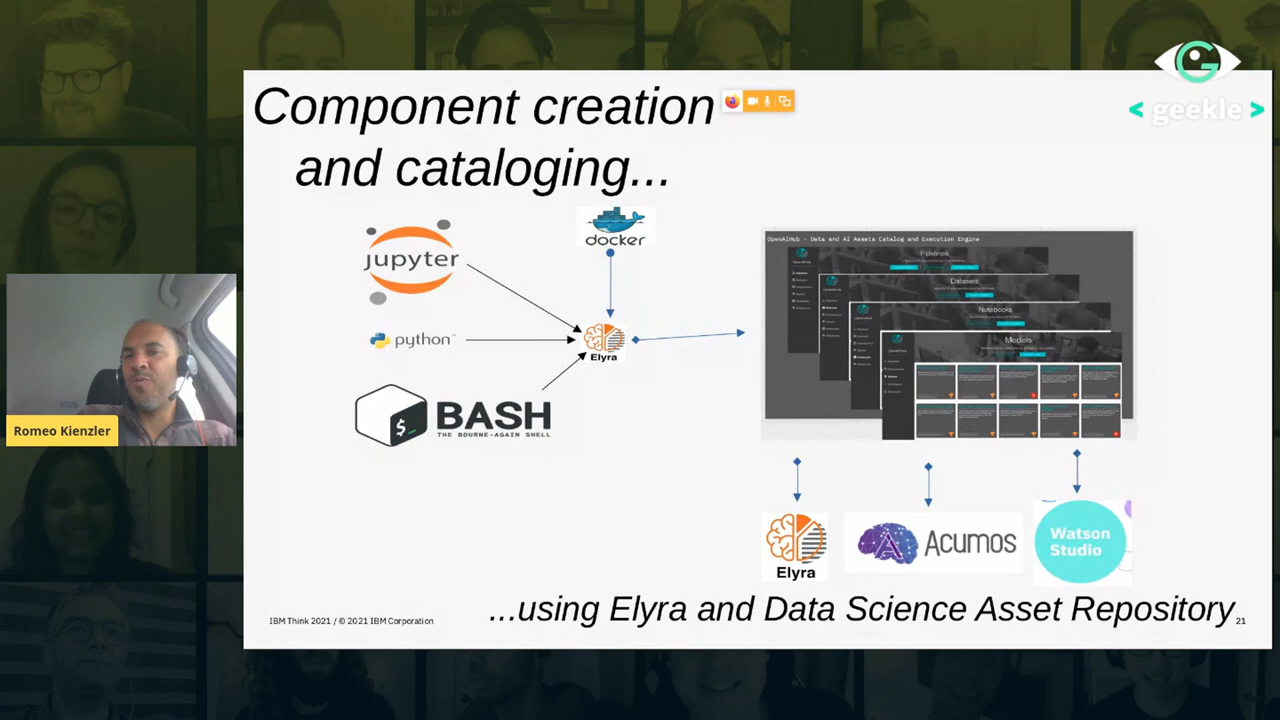 Component creation
and cataloging...
< geekle >
docker
jupyter
python
Elyra
$_
BASH
THE BOURNE-AGAIN SHELL
OpenAIHub - Data and AI Assets Catalog and Execution Engine
Pipelines
Datasets
Notebooks
Models
Romeo Kienzler
Elyra
Acumos
Watson
Studio
...using Elyra and Data Science Asset Repository
IBM Think 2021 / © 2021 IBM Corporation
21